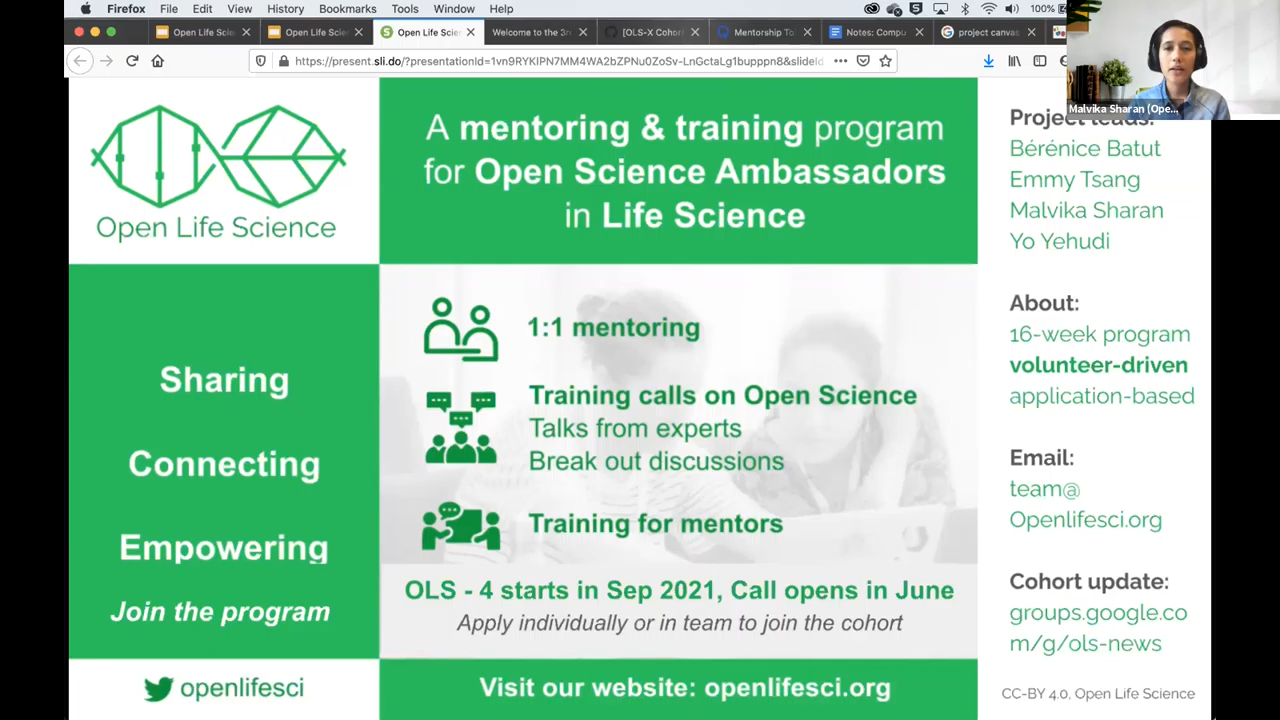 Firefox File Edit View History Bookmarks Tools Window Help
100%
Open Life Scie
Open Life Scie
Open Life Scie
Welcome to the 3r
[OLS-X Cohor
Mentorship To
Notes: Compu
project canvas
https://present.sli.do/?presentationId=1vn9RYKIPN7MM4WA2bZPNu0ZoSv-LnGctaLg1bupppn8&slideId
Malvika Sharan (Ope...
Open Life Science
A mentoring & training program
for Open Science Ambassadors
in Life Science
Sharing
Connecting
Empowering
Join the program
1:1 mentoring
Training calls on Open Science
Talks from experts
Break out discussions
Training for mentors
OLS - 4 starts in Sep 2021, Call opens in June
Apply individually or in team to join the cohort
openlifesci
Visit our website: openlifesci.org
Project leads:
Bérénice Batut
Emmy Tsang
Malvika Sharan
Yo Yehudi
About:
16-week program
volunteer-driven
application-based
Email:
team@
Openlifesci.org
Cohort update:
groups.google.co
m/g/ols-news
CC-BY 4.0, Open Life Science